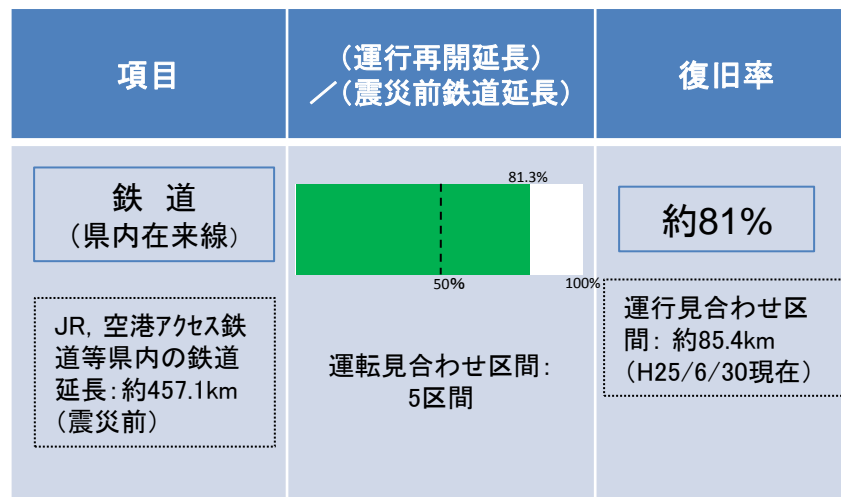 項目
(運行再開延長)
／(震災前鉄道延長)
復旧率
鉄 道
(県内在来線)
JR, 空港ｱｸｾｽ鉄
道等県内の鉄道
延長:約457.1km
(震災前)
81.3%
50%
100%
運転見合わせ区間:
5区間
約81%
運行見合わせ区
間: 約85.4km
(H25/6/30現在)